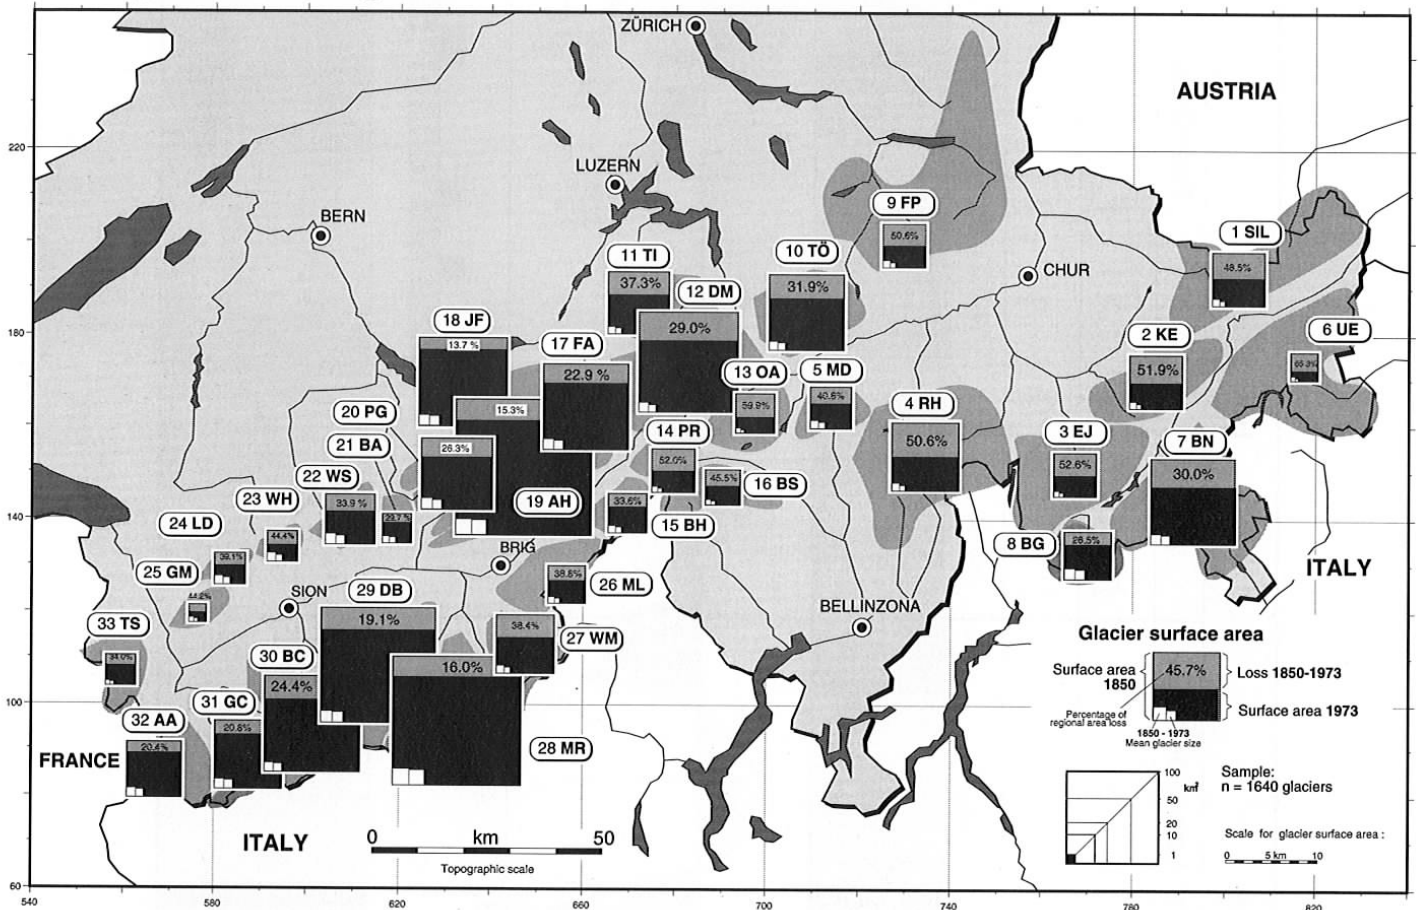 ZÜRICH
AUSTRIA
220
LUZERN
BERN
9 FP
50.6%
1 SIL
48.5%
11 TI
37.3%
10 TÖ
31.9%
CHUR
12 DM
29.0%
180
18 JF
13.7 %
17 FA
22.9 %
2 KE
51.9%
6 UE
65.3%
13 OA
59.9%
5 MD
40.6%
4 RH
50.6%
20 PG
26.3%
15.3%
21 BA
14 PR
52.0%
3 EJ
52.6%
7 BN
30.0%
22 WS
33.9 %
16 BS
45.5%
23 WH
44.4%
19 AH
33.6%
15 BH
140
24 LD
39.1%
8 BG
26.5%
BRIG
ITALY
25 GM
44.2%
SION
29 DB
19.1%
38.8%
26 ML
BELLINZONA
33 TS
34.0%
38.4%
27 WM
Glacier surface area
30 BC
24.4%
16.0%
Surface area
1850
45.7%
Loss 1850-1973
100
31 GC
20.8%
Surface area 1973
Percentage of
regional area loss
1850 - 1973
Mean glacier size
32 AA
20.4%
28 MR
FRANCE
100
50
20
10
1
km²
Sample:
n = 1640 glaciers
ITALY
0 km 50
Topographic scale
Scale for glacier surface area :
0 5 km 10
60
540 580 620 660 700 740 780 820